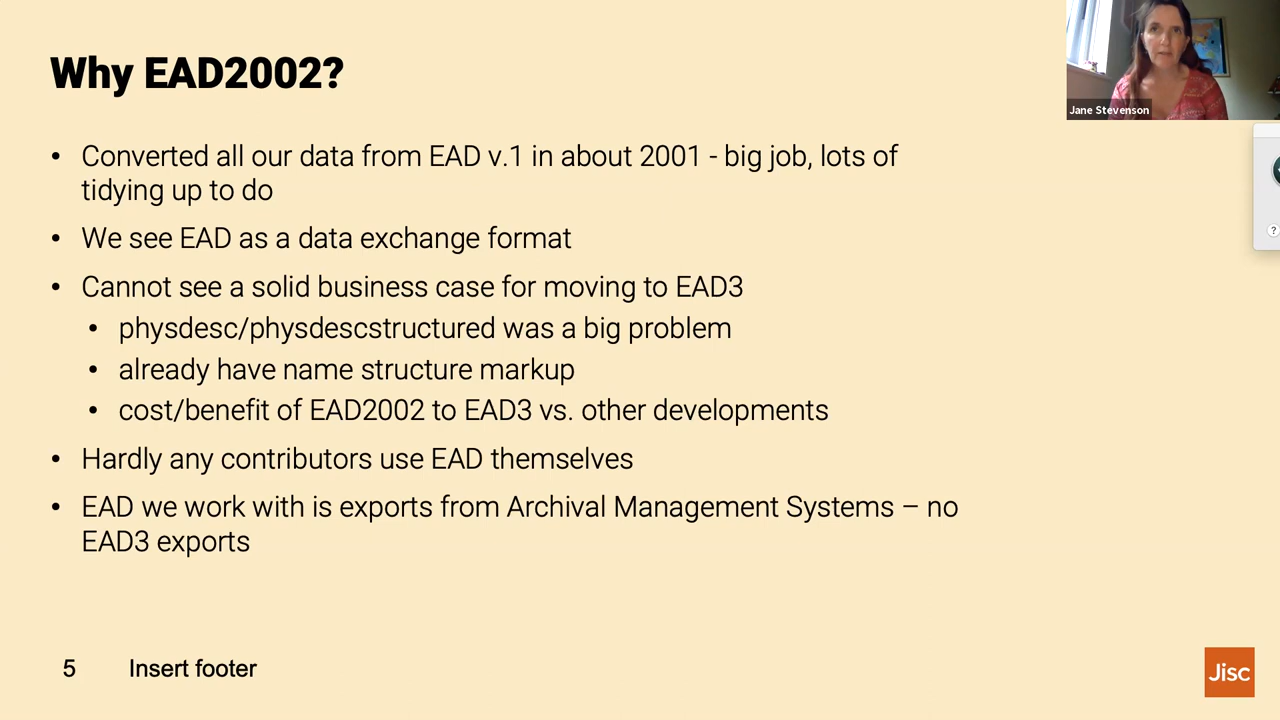 Why EAD2002?
Jane Stevenson
• Converted all our data from EAD v.1 in about 2001 - big job, lots of
tidying up to do
• We see EAD as a data exchange format
• Cannot see a solid business case for moving to EAD3
• physdesc/physdescstructured was a big problem
• already have name structure markup
• cost/benefit of EAD2002 to EAD3 vs. other developments
• Hardly any contributors use EAD themselves
• EAD we work with is exports from Archival Management Systems – no
EAD3 exports
?
5 Insert footer
Jisc